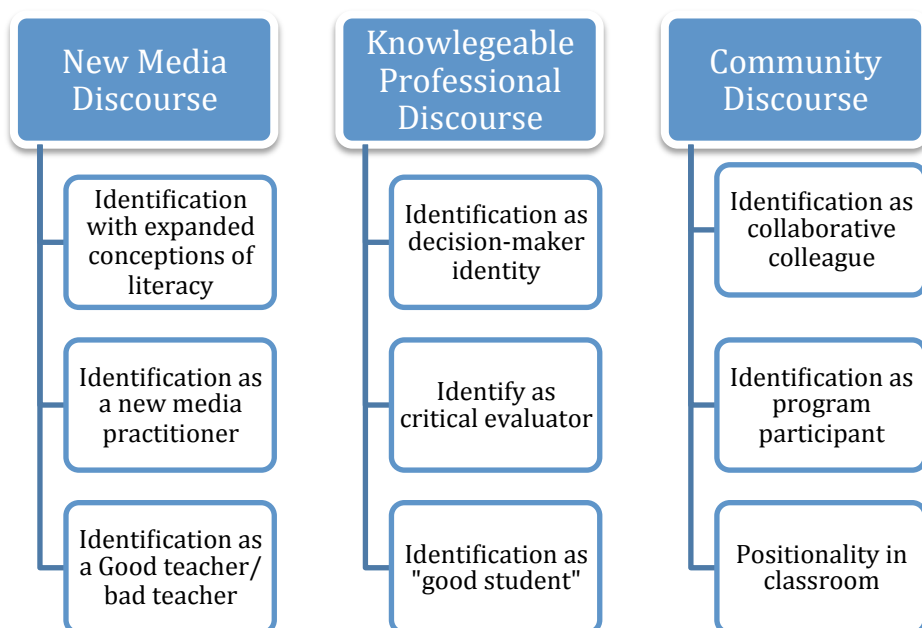 New Media
Discourse
Identification
with expanded
conceptions of
literacy
Identification as
a new media
practitioner
Identification as
a Good teacher/
bad teacher
Knowlegeable
Professional
Discourse
Identification as
decision-maker
identity
Identify as
critical evaluator
Identification as
"good student"
Community
Discourse
Identification as
collaborative
colleague
Identification as
program
participant
Positionality in
classroom